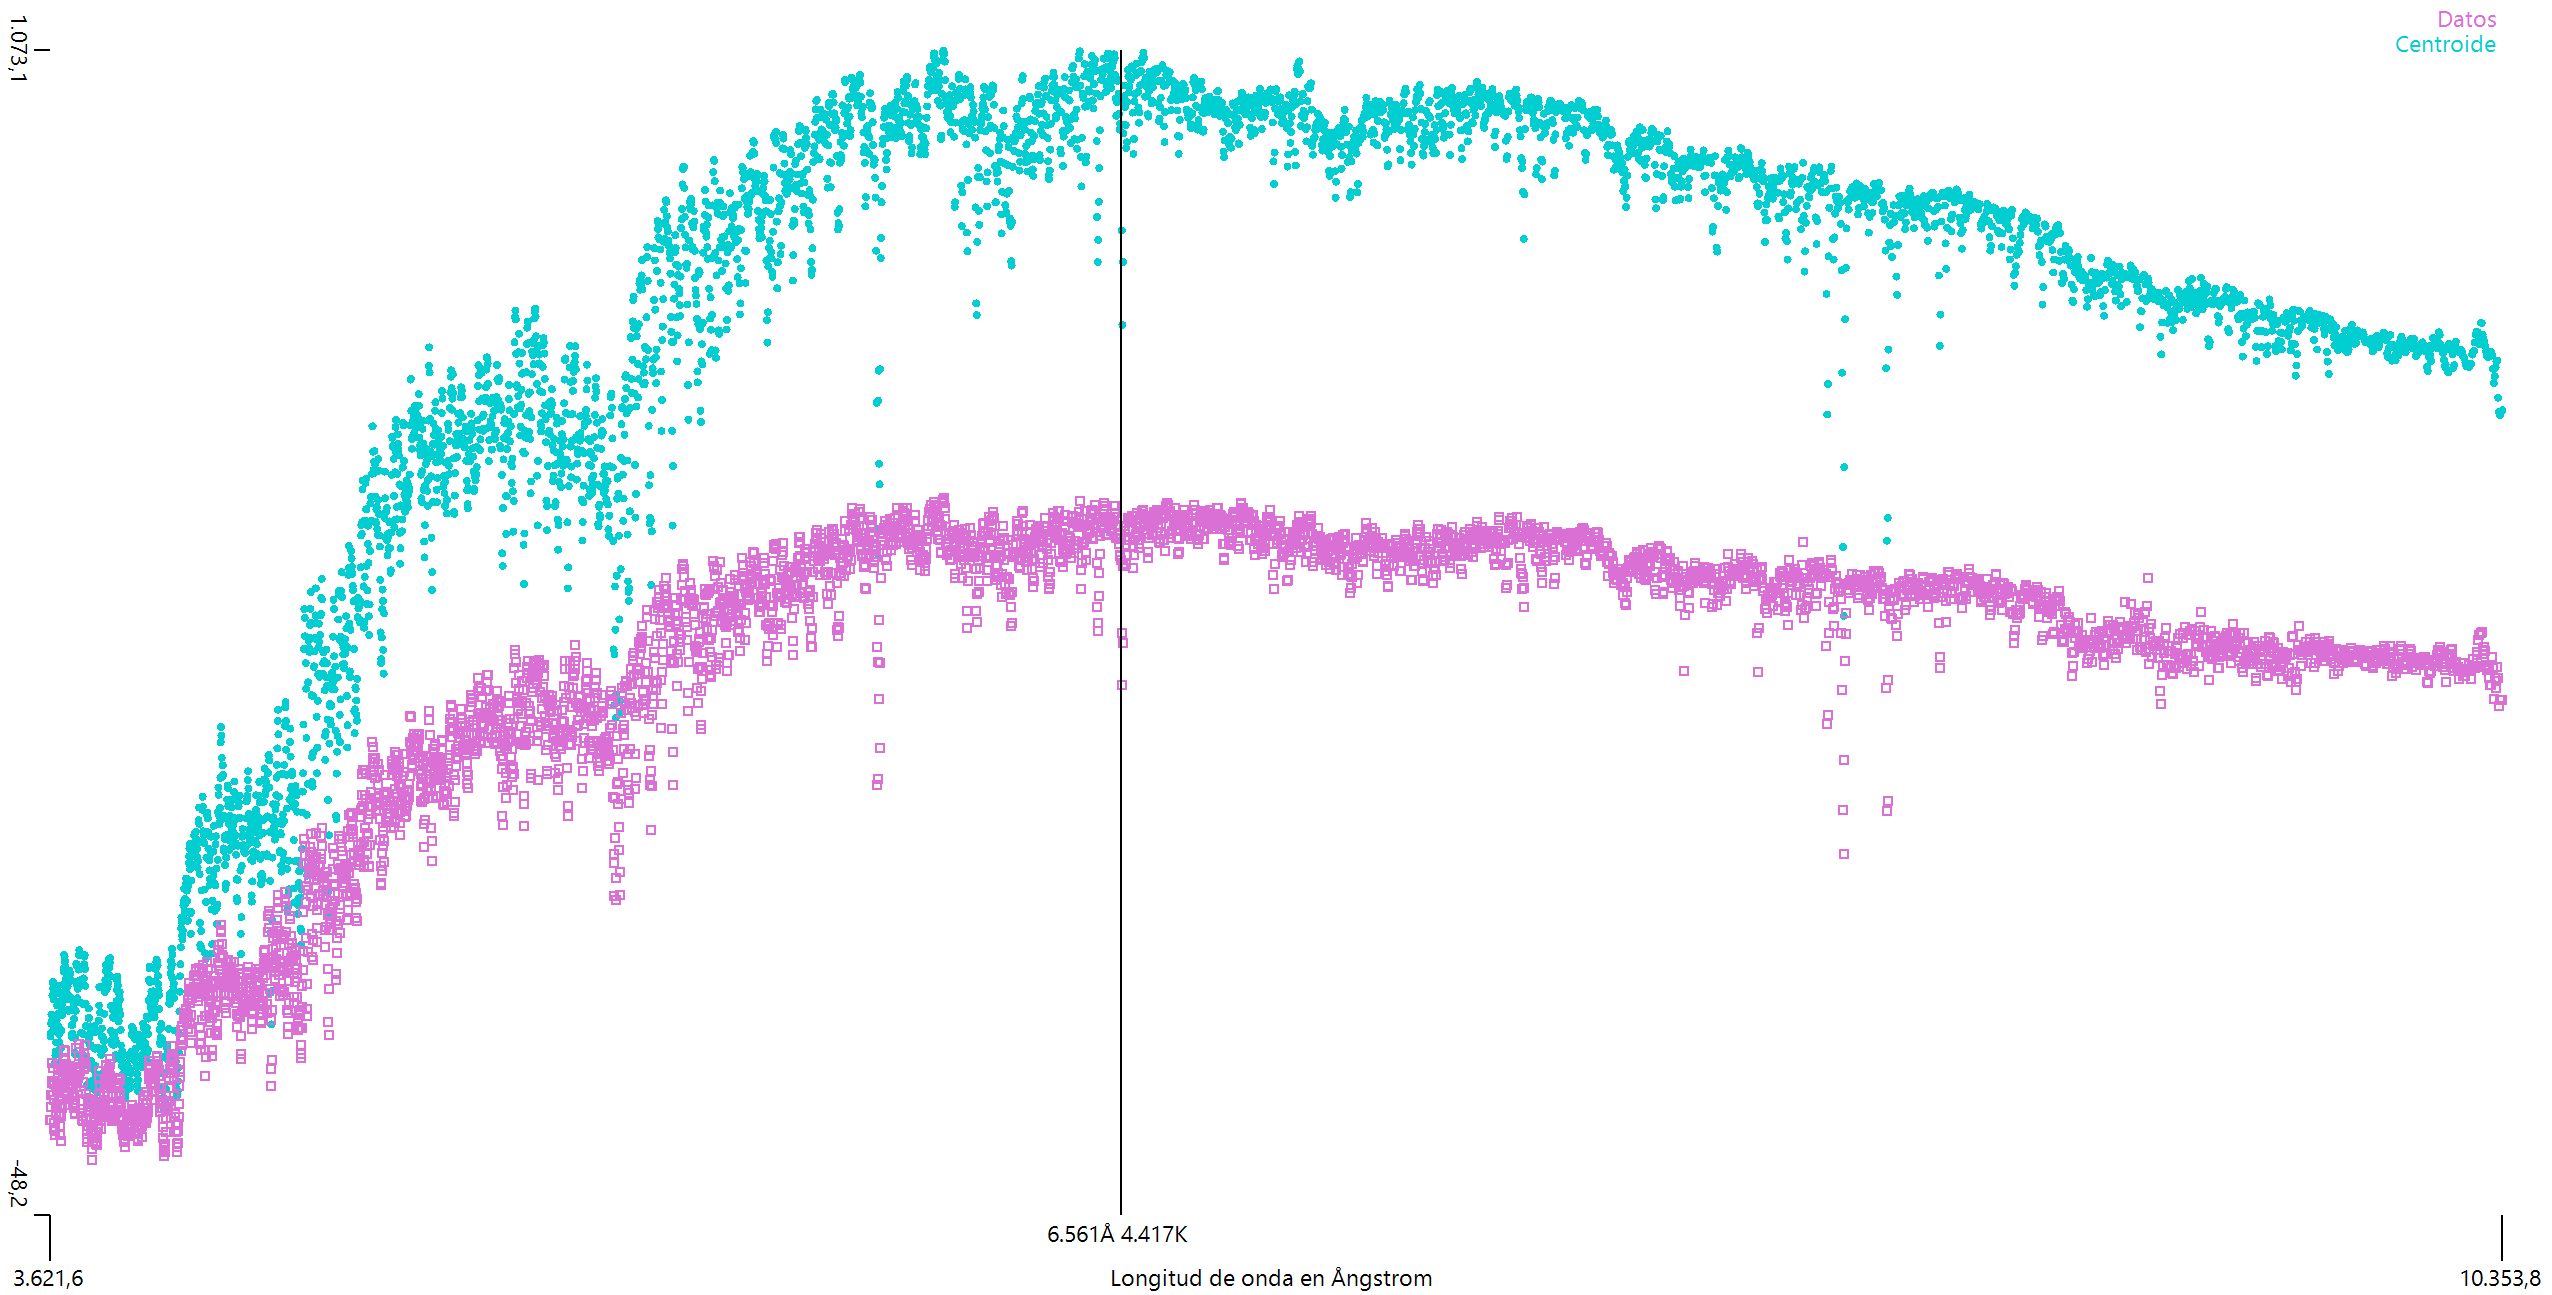 Datos
Centroide
1.073,1
-48,2
6.561Å 4.417K
3.621,6
Longitud de onda en Ångstrom
10.353,8